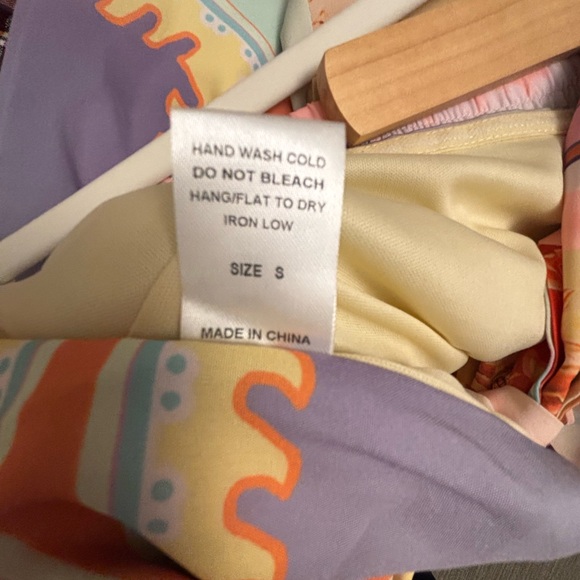 HAND WASH COLD
DO NOT BLEACH
HANG/FLAT TO DRY
IRON LOW
SIZE S
MADE IN CHINA